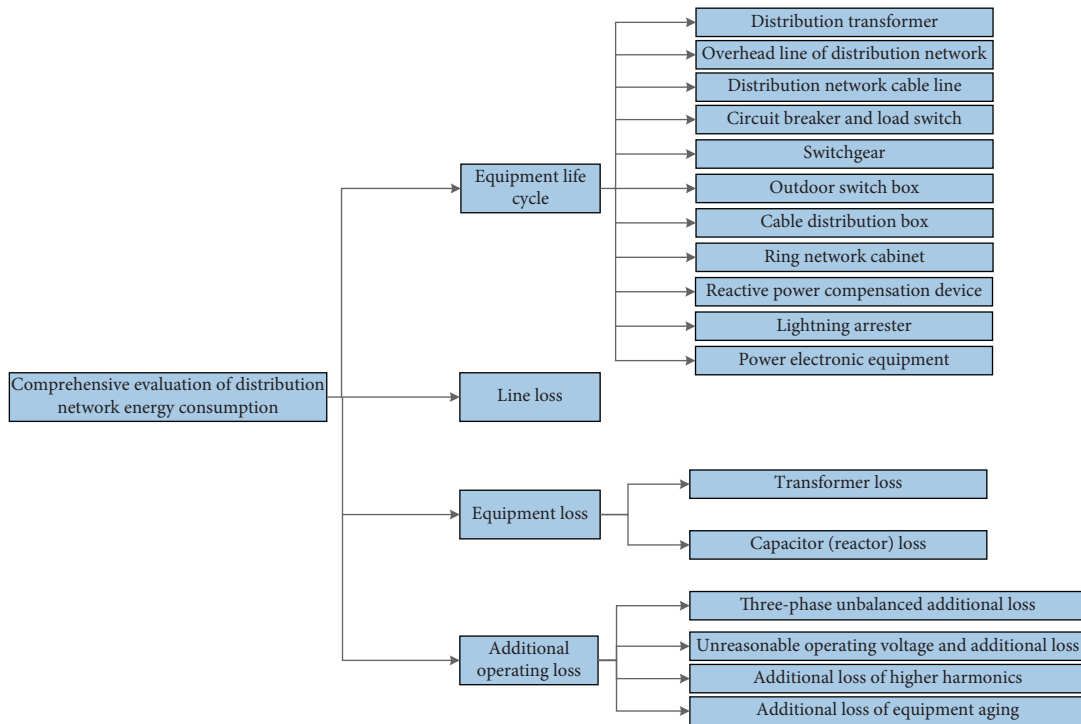 Comprehensive evaluation of distribution
network energy consumption
Equipment life
cycle
Distribution transformer
Overhead line of distribution network
Distribution network cable line
Circuit breaker and load switch
Switchgear
Outdoor switch box
Cable distribution box
Ring network cabinet
Reactive power compensation device
Lightning arrester
Power electronic equipment
Line loss
Equipment loss
Transformer loss
Capacitor (reactor) loss
Additional
operating loss
Three-phase unbalanced additional loss
Unreasonable operating voltage and additional loss
Additional loss of higher harmonics
Additional loss of equipment aging